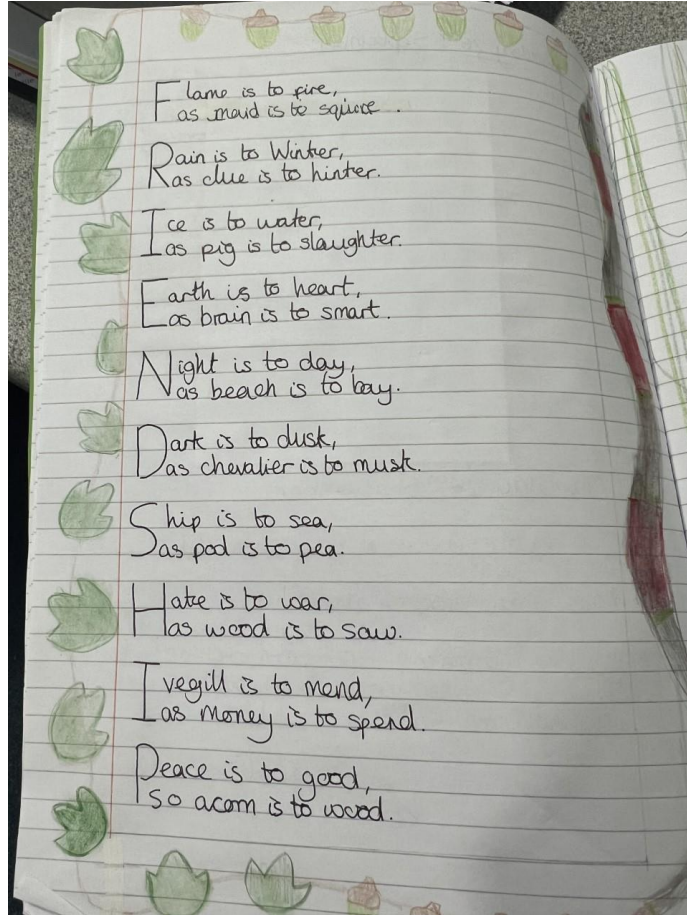 Flame is to fire,
as maid is to squire.
Rain is to Winter,
as clue is to hinter.
Ice is to water,
as pig is to slaughter.
Earth is to heart,
as brain is to smart.
Night is to day,
as beach is to bay.
Dark is to dusk,
as chevalier is to musk.
Ship is to sea,
as pod is to pea.
Hate is to war,
as wood is to saw.
Ivegill is to mend,
as money is to spend.
Peace is to good,
so acorn is to wood.